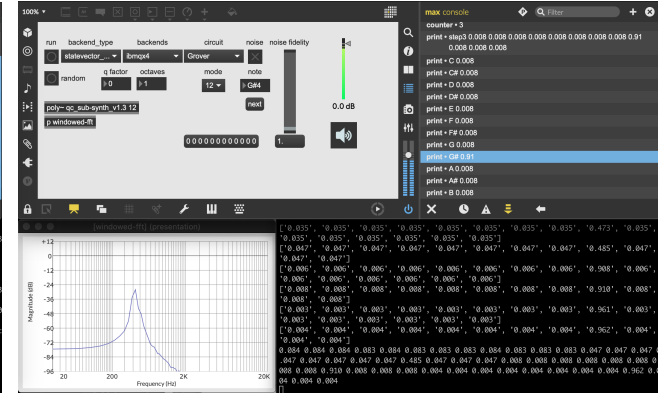 100% ▾
run backend_type backends circuit noise noise fidelity
statevector_... ▾ ibmqx4 ▾ Grover ▾
random
q factor octaves mode note
0 1 12 ▾ G#4
next
poly~ qc_sub-synth_v1.3 12
p windowed-fft
0 0 0 0 0 0 0 0 0 0 0 0
1.
0.0 dB
max console
Filter
counter • 3
print • step3 0.008 0.008 0.008 0.008 0.008 0.008 0.008 0.008 0.91
0.008 0.008 0.008
print • C 0.008
print • C# 0.008
print • D 0.008
print • D# 0.008
print • E 0.008
print • F 0.008
print • F# 0.008
print • G 0.008
print • G# 0.91
print • A 0.008
print • A# 0.008
print • B 0.008
[windowed-fft] (presentation)
+12
0
-12
-24
-36
-48
-60
-72
-84
-96
Magnitude (dB)
20 200 2K 20K
Frequency (Hz)
['0.035', '0.035', '0.035', '0.035', '0.035', '0.035', '0.035', '0.035', '0.473', '0.035',
'0.035', '0.035', '0.035', '0.035', '0.035', '0.035']
['0.047', '0.047', '0.047', '0.047', '0.047', '0.047', '0.047', '0.047', '0.485', '0.047',
'0.047', '0.047']
['0.006', '0.006', '0.006', '0.006', '0.006', '0.006', '0.006', '0.006', '0.908', '0.006',
'0.006', '0.006', '0.006', '0.006', '0.006', '0.006']
['0.008', '0.008', '0.008', '0.008', '0.008', '0.008', '0.008', '0.008', '0.910', '0.008',
'0.008', '0.008']
['0.003', '0.003', '0.003', '0.003', '0.003', '0.003', '0.003', '0.003', '0.961', '0.003',
'0.003', '0.003', '0.003', '0.003', '0.003', '0.003']
['0.004', '0.004', '0.004', '0.004', '0.004', '0.004', '0.004', '0.004', '0.962', '0.004',
'0.004', '0.004']
0.084 0.084 0.084 0.083 0.084 0.083 0.083 0.083 0.083 0.083 0.083 0.047 0.047 0.047
.047 0.047 0.047 0.047 0.485 0.047 0.047 0.047 0.008 0.008 0.008 0.008 0.008
008 0.008 0.910 0.008 0.008 0.008 0.004 0.004 0.004 0.004 0.004 0.004 0.004 0.962 0.0
04 0.004 0.004